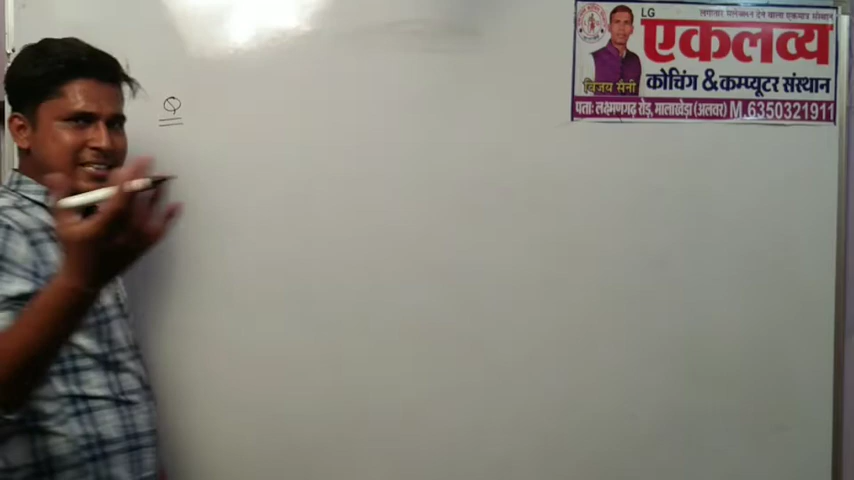 Q
LG
लगातार सलेक्शन देने वाला एकमात्र संस्थान
एकलव्य
विजय सैनी
कोचिंग & कम्प्यूटर संस्थान
पताः लक्ष्मणगढ़ रोड़, मालाखेड़ा (अलवर) M. 6350321911